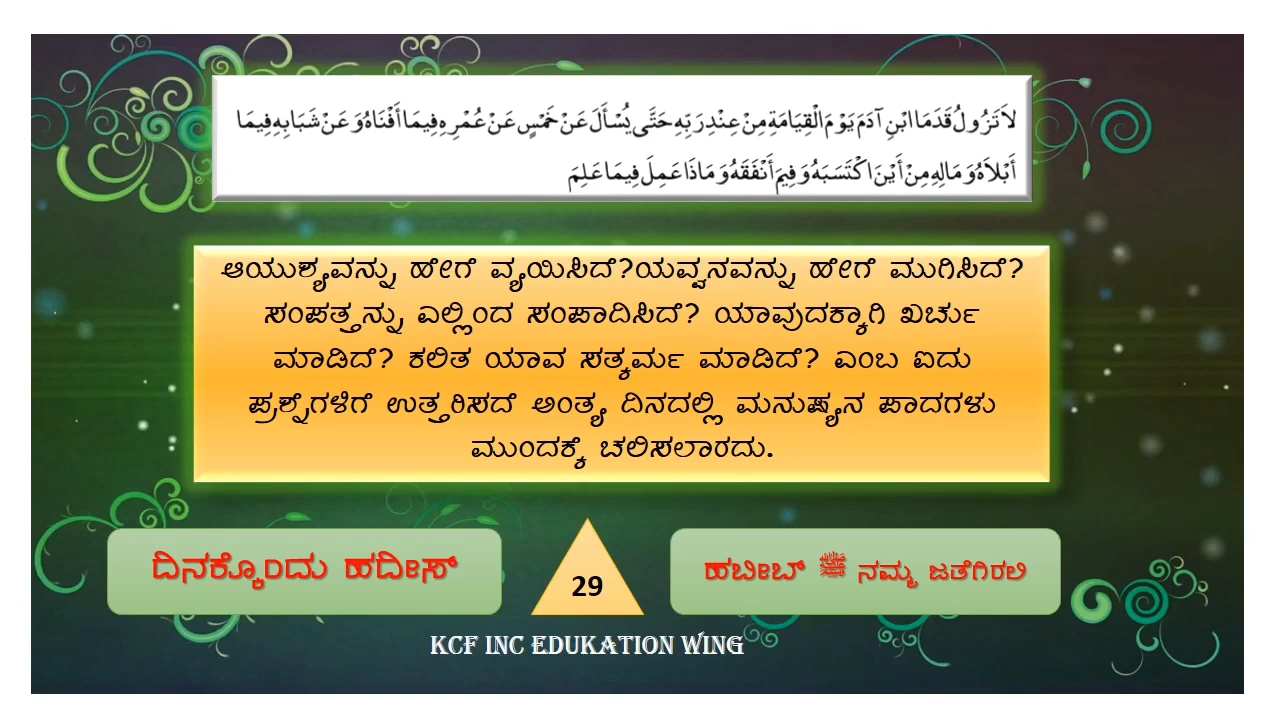 لاَ تَزُولُ قَدَمَا ابْنِ آدَمَ يَوْمَ الْقِيَامَةِ مِنْ عِنْدِ رَبِّهِ حَتَّى يُسْأَلَ عَنْ خَمْسٍ عَنْ عُمْرِهِ فِيمَا أَفْنَاهُ وَعَنْ شَبَابِهِ فِيمَا
أَبْلاَهُ وَمَالِهِ مِنْ أَيْنَ اكْتَسَبَهُ وَفِيمَ أَنْفَقَهُ وَمَاذَا عَمِلَ فِيمَا عَلِمَ
ಆಯುಶ್ಯವನ್ನು ಹೇಗೆ ವ್ಯಯಿಸಿದೆ?ಯವ್ವನವನ್ನು ಹೇಗೆ ಮುಗಿಸಿದೆ?
ಸಂಪತ್ತನ್ನು ಎಲ್ಲಿಂದ ಸಂಪಾದಿಸಿದೆ? ಯಾವುದಕ್ಕಾಗಿ ಖರ್ಚು
ಮಾಡಿದೆ? ಕಲಿತ ಯಾವ ಸತ್ಕರ್ಮ ಮಾಡಿದೆ? ಎಂಬ ಐದು
ಪ್ರಶ್ನೆಗಳಿಗೆ ಉತ್ತರಿಸದೆ ಅಂತ್ಯ ದಿನದಲ್ಲಿ ಮನುಷ್ಯನ ಪಾದಗಳು
ಮುಂದಕ್ಕೆ ಚಲಿಸಲಾರದು.
ದಿನಕ್ಕೊಂದು ಹದೀಸ್
29
ಹಬೀಬ್ ﷺ ನಮ್ಮ ಜತೆಗಿರಲಿ
KCF INC EDUKATION WING